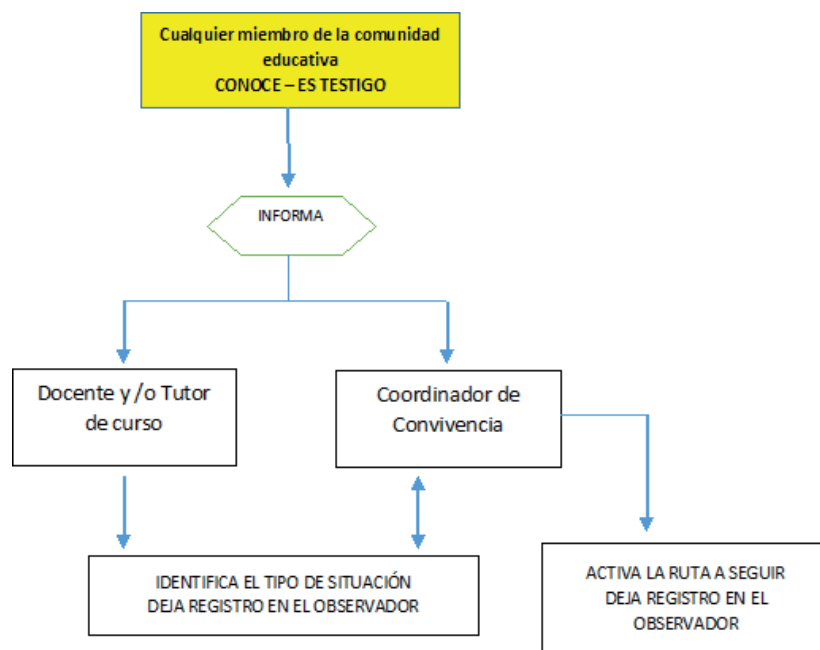 Cualquier miembro de la comunidad
educativa
CONOCE – ES TESTIGO
INFORMA
Docente y /o Tutor
de curso
Coordinador de
Convivencia
IDENTIFICA EL TIPO DE SITUACIÓN
DEJA REGISTRO EN EL OBSERVADOR
ACTIVA LA RUTA A SEGUIR
DEJA REGISTRO EN EL
OBSERVADOR